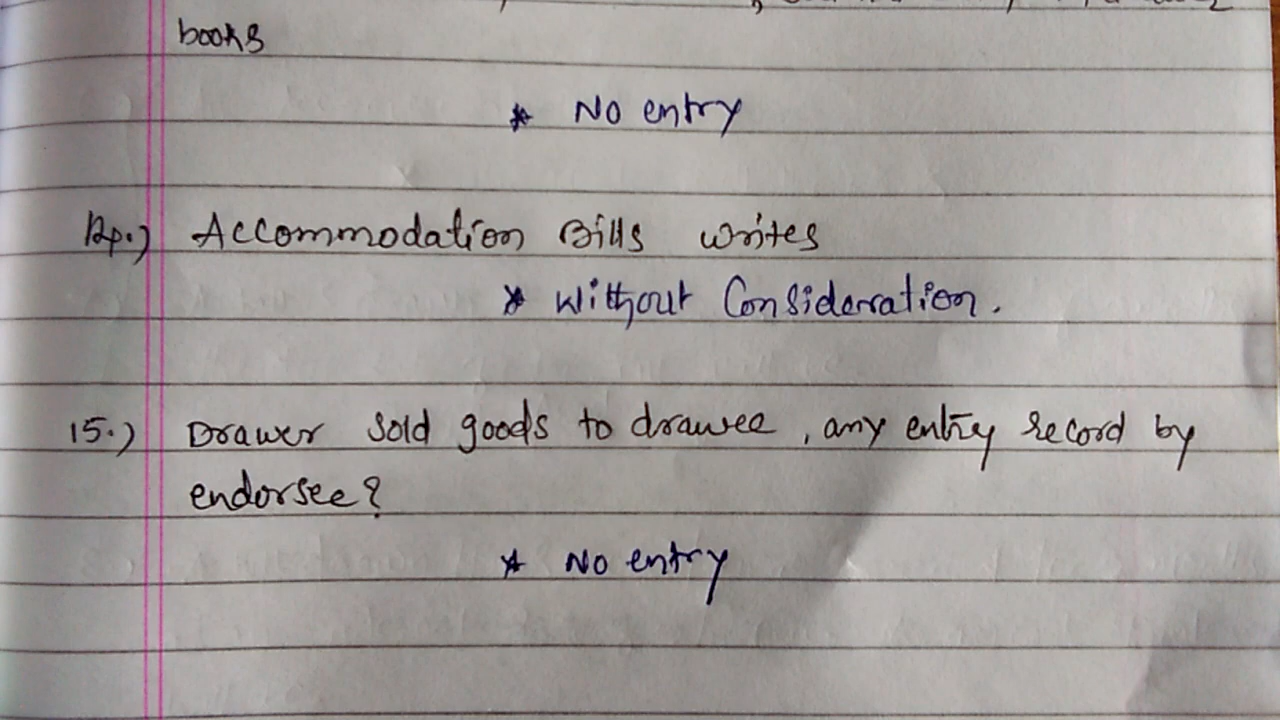 books
* No entry
14.) Accommodation Bills writes
* Without Consideration.
15.) Drawer sold goods to drawee, any entry record by
endorsee?
* No entry